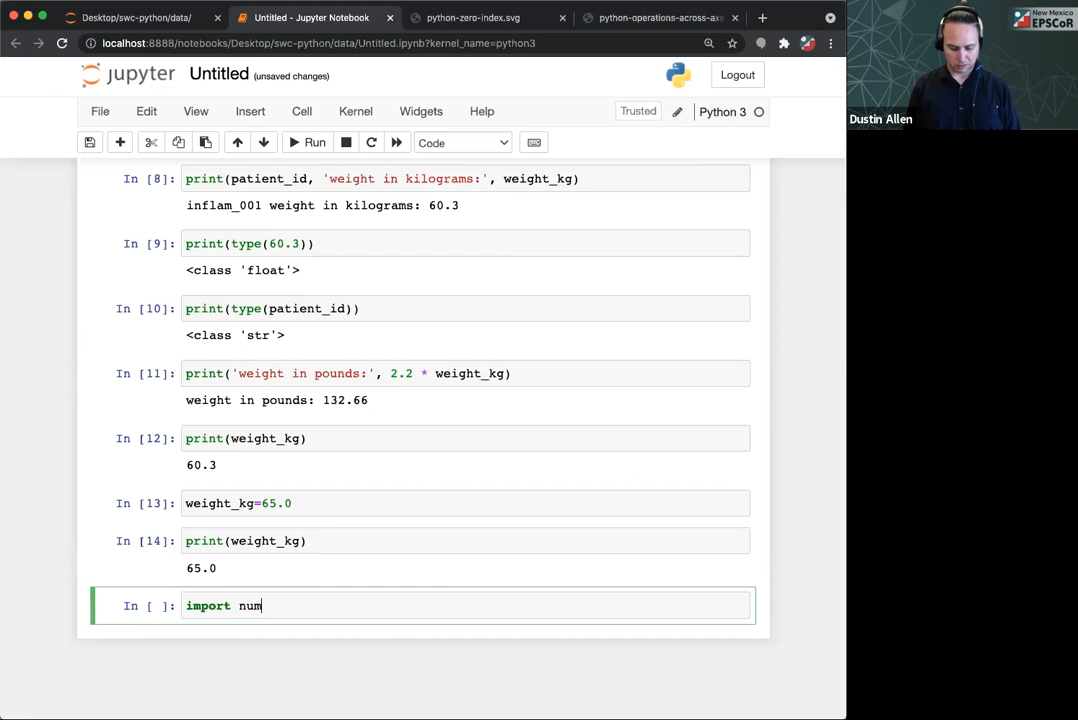 Desktop/swc-python/data/
Untitled - Jupyter Notebook
python-zero-index.svg
python-operations-across-axe
localhost:8888/notebooks/Desktop/swc-python/data/Untitled.ipynb?kernel_name=python3
New Mexico
EPSCoR
Dustin Allen
jupyter Untitled (unsaved changes)
Logout
File Edit View Insert Cell Kernel Widgets Help
Trusted
Python 3
Run
Code
In [8]: print(patient_id, 'weight in kilograms:', weight_kg)
inflam_001 weight in kilograms: 60.3
In [9]: print(type(60.3))
<class 'float'>
In [10]: print(type(patient_id))
<class 'str'>
In [11]: print('weight in pounds:', 2.2 * weight_kg)
weight in pounds: 132.66
In [12]: print(weight_kg)
60.3
In [13]: weight_kg=65.0
In [14]: print(weight_kg)
65.0
In [ ]: import num